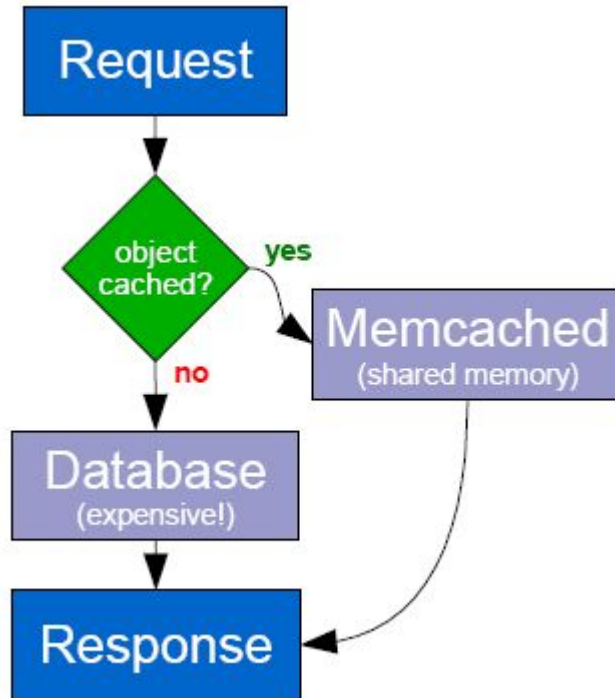 Request
object
cached?
yes
Memcached
(shared memory)
no
Database
(expensive!)
Response